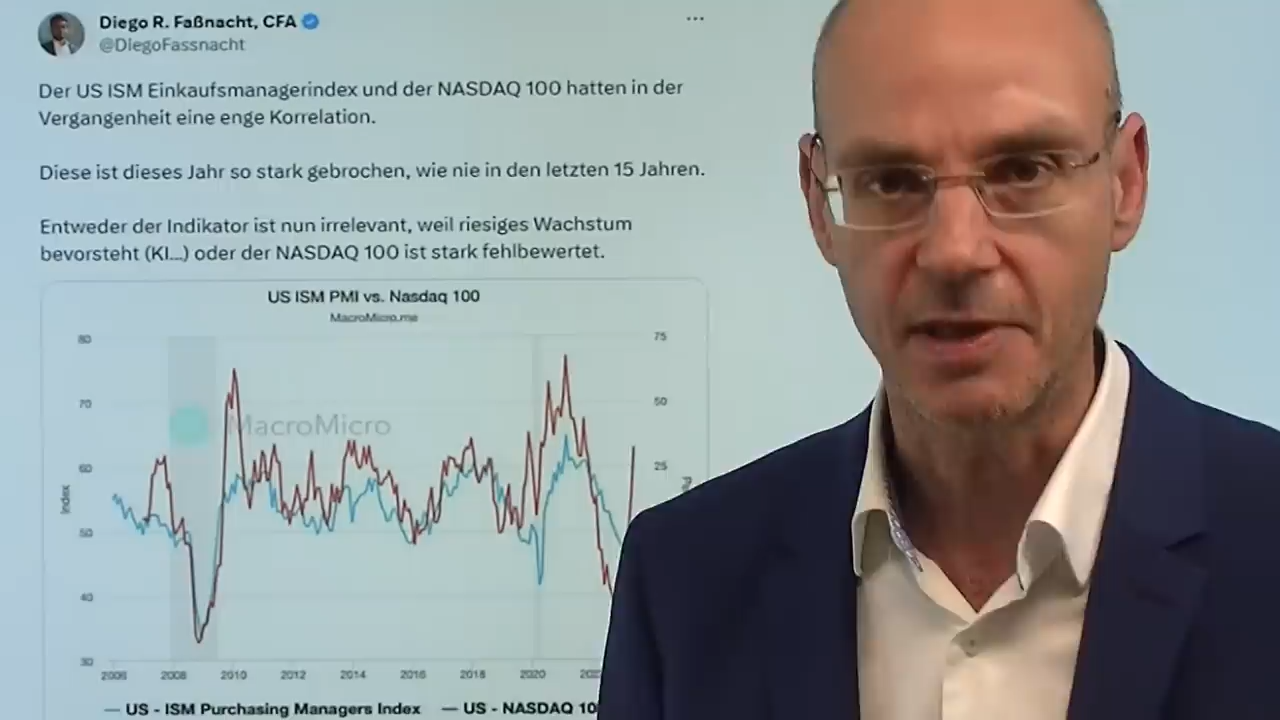 Diego R. Faßnacht, CFA
@DiegoFassnacht
Der US ISM Einkaufsmanagerindex und der NASDAQ 100 hatten in der
Vergangenheit eine enge Korrelation.
Diese ist dieses Jahr so stark gebrochen, wie nie in den letzten 15 Jahren.
Entweder der Indikator ist nun irrelevant, weil riesiges Wachstum
bevorsteht (KI...) oder der NASDAQ 100 ist stark fehlbewertet.
US ISM PMI vs. Nasdaq 100
MacroMicro.me
80 75
70 50
MacroMicro
60 25
Index
50
40
30
2006 2008 2010 2012 2014 2016 2018 2020
US - ISM Purchasing Managers Index US - NASDAQ 10